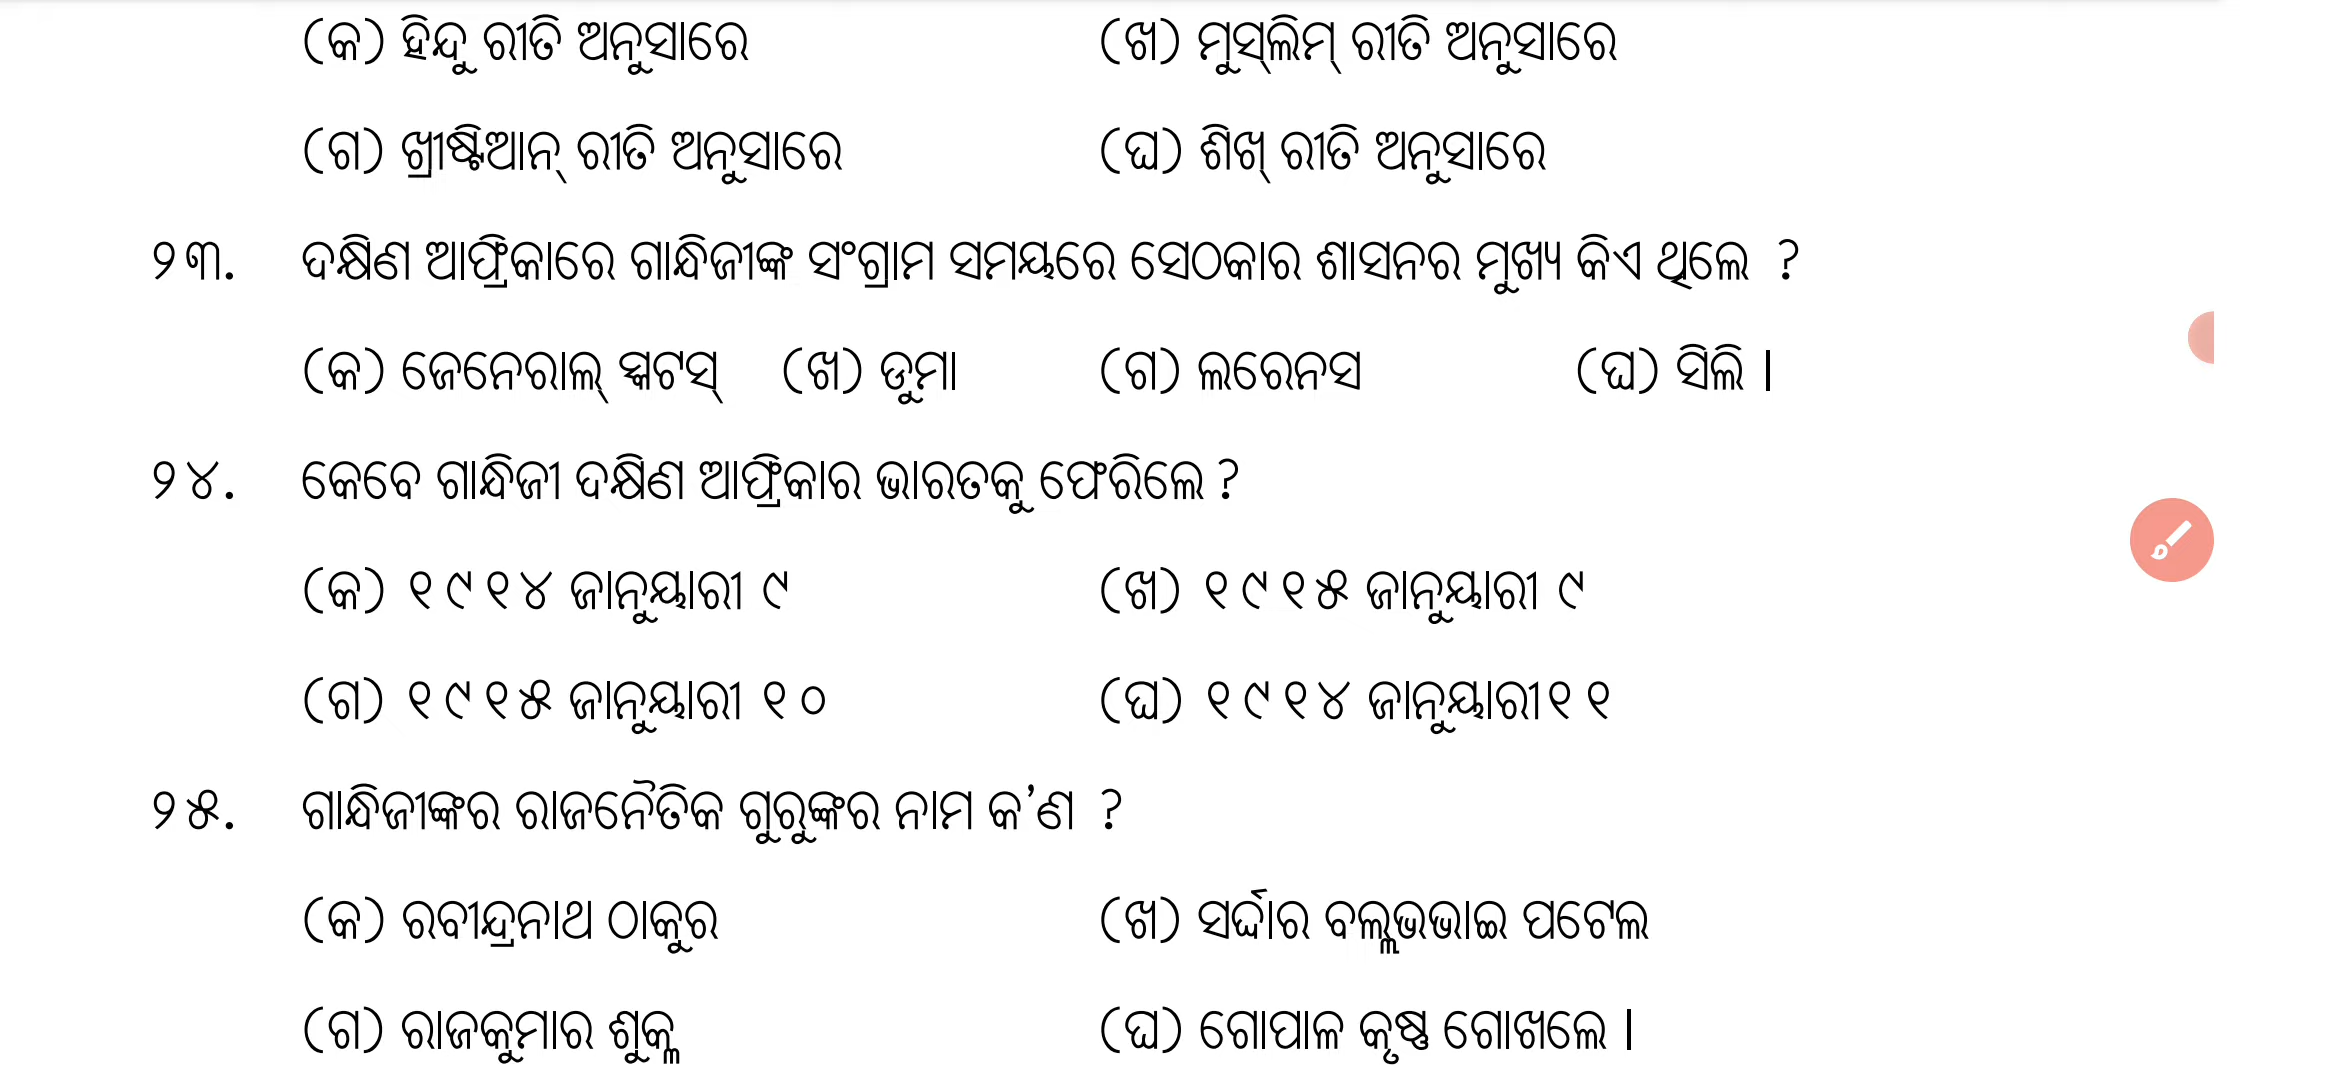 (କ) ହିନ୍ଦୁ ରୀତି ଅନୁସାରେ (ଖ) ମୁସ୍‌ଲିମ୍ ରୀତି ଅନୁସାରେ
(ଗ) ଖ୍ରୀଷ୍ଟିଆନ୍ ରୀତି ଅନୁସାରେ (ଘ) ଶିଖ୍ ରୀତି ଅନୁସାରେ
୨୩. ଦକ୍ଷିଣ ଆଫ୍ରିକାରେ ଗାନ୍ଧିଜୀଙ୍କ ସଂଗ୍ରାମ ସମୟରେ ସେଠକାର ଶାସନର ମୁଖ୍ୟ କିଏ ଥିଲେ ?
(କ) ଜେନେରାଲ୍ ସ୍କଟସ୍ (ଖ) ଡୁମା (ଗ) ଲରେନସ (ଘ) ସିଲି ।
୨୪. କେବେ ଗାନ୍ଧିଜୀ ଦକ୍ଷିଣ ଆଫ୍ରିକାର ଭାରତକୁ ଫେରିଲେ ?
(କ) ୧୯୧୪ ଜାନୁୟାରୀ ୯ (ଖ) ୧୯୧୫ ଜାନୁୟାରୀ ୯
(ଗ) ୧୯୧୫ ଜାନୁୟାରୀ ୧୦ (ଘ) ୧୯୧୪ ଜାନୁୟାରୀ୧୧
୨୫. ଗାନ୍ଧିଜୀଙ୍କର ରାଜନୈତିକ ଗୁରୁଙ୍କର ନାମ କ’ଣ ?
(କ) ରବୀନ୍ଦ୍ରନାଥ ଠାକୁର (ଖ) ସର୍ଦ୍ଦାର ବଲ୍ଲଭଭାଇ ପଟେଲ
(ଗ) ରାଜକୁମାର ଶୁକ୍ଳ (ଘ) ଗୋପାଳ କୃଷ୍ଣ ଗୋଖଲେ ।